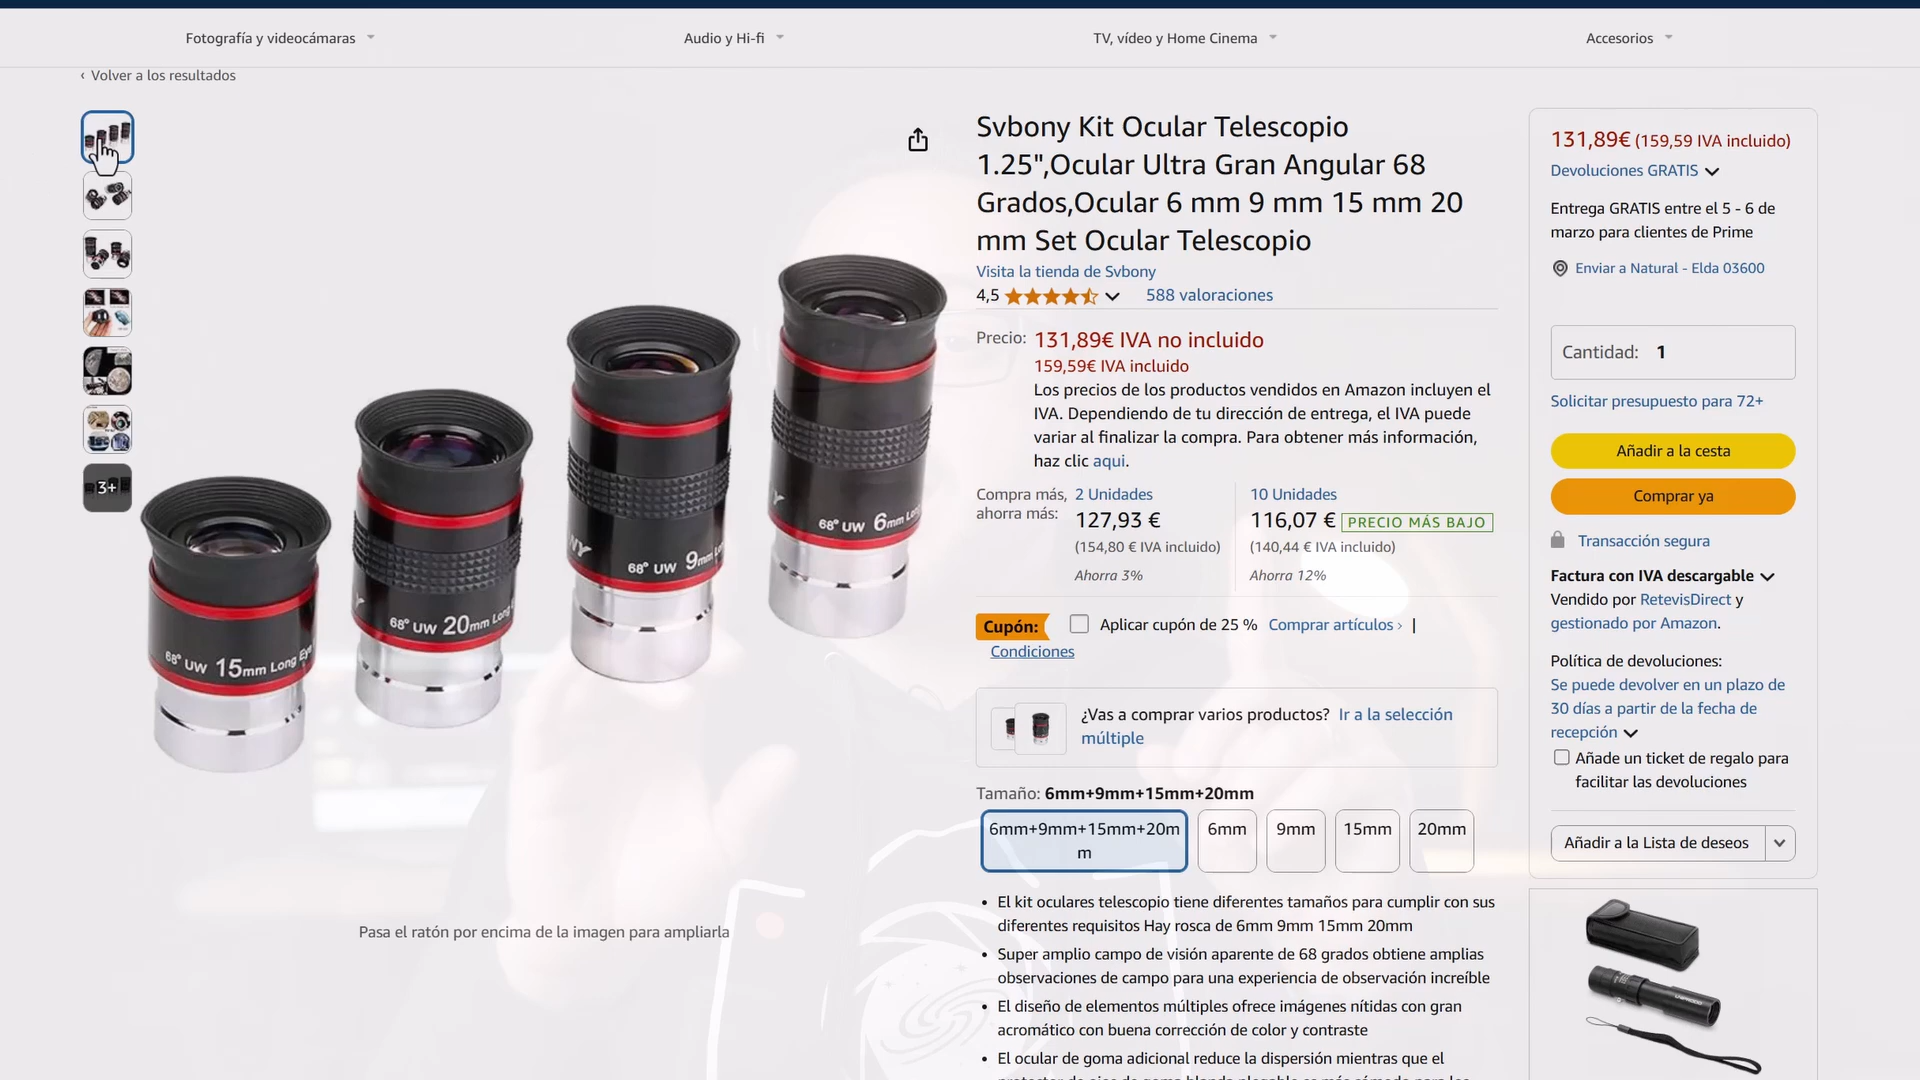 Fotografía y videocámaras
Audio y Hi-fi
TV, vídeo y Home Cinema
Accesorios
‹ Volver a los resultados
3+
68° UW 15mm Long Eye
68° UW 20mm Long
68° UW 9mm
68° UW 6mm Long
Pasa el ratón por encima de la imagen para ampliarla
Svbony Kit Ocular Telescopio
1.25",Ocular Ultra Gran Angular 68
Grados,Ocular 6 mm 9 mm 15 mm 20
mm Set Ocular Telescopio
Visita la tienda de Svbony
4,5
588 valoraciones
Precio: 131,89€ IVA no incluido
159,59€ IVA incluido
Los precios de los productos vendidos en Amazon incluyen el
IVA. Dependiendo de tu dirección de entrega, el IVA puede
variar al finalizar la compra. Para obtener más información,
haz clic aqui.
Compra más,
ahorra más:
2 Unidades
127,93 €
(154,80 € IVA incluido)
Ahorra 3%
10 Unidades
116,07 € PRECIO MÁS BAJO
(140,44 € IVA incluido)
Ahorra 12%
Cupón: Aplicar cupón de 25 % Comprar artículos › |
Condiciones
¿Vas a comprar varios productos? Ir a la selección
múltiple
Tamaño: 6mm+9mm+15mm+20mm
6mm+9mm+15mm+20m
m
6mm
9mm
15mm
20mm
• El kit oculares telescopio tiene diferentes tamaños para cumplir con sus
diferentes requisitos Hay rosca de 6mm 9mm 15mm 20mm
• Super amplio campo de visión aparente de 68 grados obtiene amplias
observaciones de campo para una experiencia de observación increíble
• El diseño de elementos múltiples ofrece imágenes nítidas con gran
acromático con buena corrección de color y contraste
• El ocular de goma adicional reduce la dispersión mientras que el
131,89€ (159,59 IVA incluido)
Devoluciones GRATIS
Entrega GRATIS entre el 5 - 6 de
marzo para clientes de Prime
Enviar a Natural - Elda 03600
Cantidad: 1
Solicitar presupuesto para 72+
Añadir a la cesta
Comprar ya
Transacción segura
Factura con IVA descargable
Vendido por RetevisDirect y
gestionado por Amazon.
Política de devoluciones:
Se puede devolver en un plazo de
30 días a partir de la fecha de
recepción
Añade un ticket de regalo para
facilitar las devoluciones
Añadir a la Lista de deseos